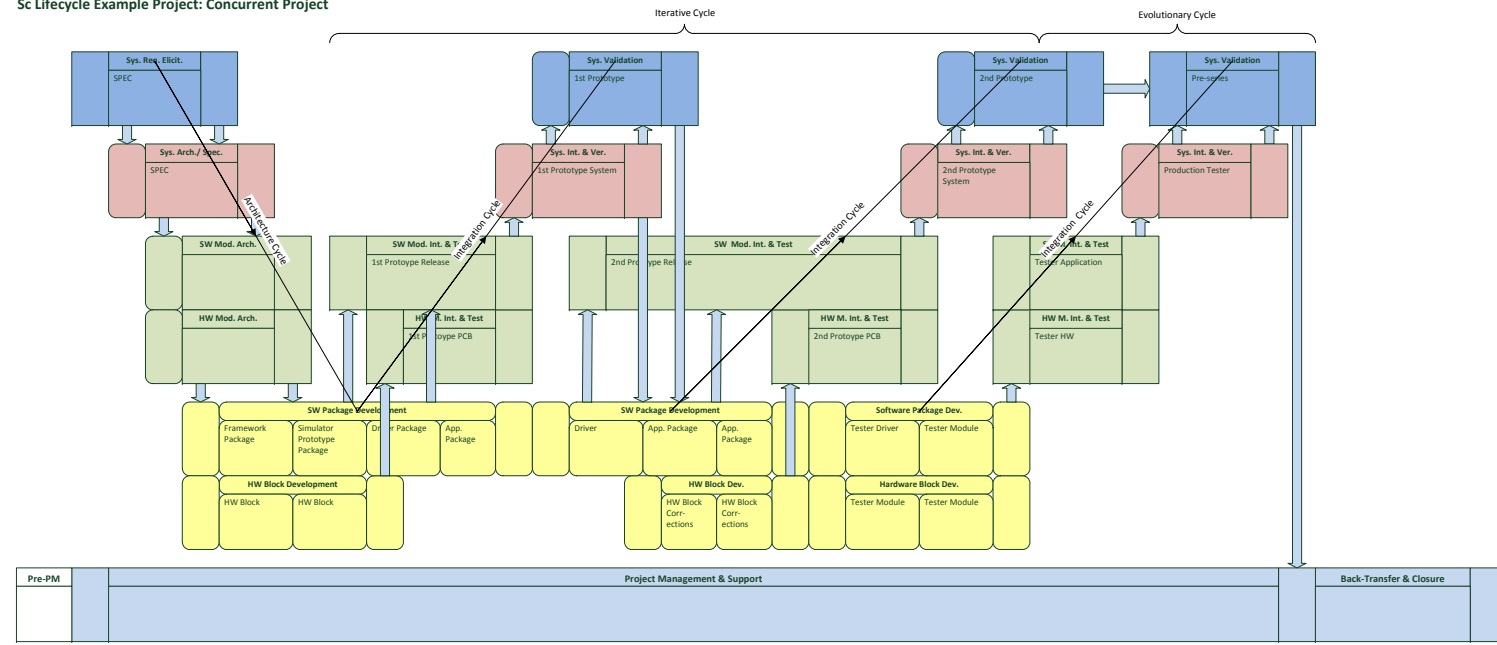 Sc Lifecycle Example Project: Concurrent Project
Iterative Cycle
Evolutionary Cycle
Sys. Req. Elicit.
SPEC
Sys. Validation
1st Prototype
Sys. Validation
2nd Prototype
Sys. Validation
Pre-series
Sys. Arch./ Spec.
SPEC
Sys. Int. & Ver.
1st Prototype System
Sys. Int. & Ver.
2nd Prototype
System
Sys. Int. & Ver.
Production Tester
Architecture Cycle
Integration Cycle
Integration Cycle
Integration Cycle
SW Mod. Arch.
SW Mod. Int. & Test
1st Protoype Release
SW Mod. Int. & Test
2nd Protoype Release
SW M. Int. & Test
Tester Application
HW Mod. Arch.
HW M. Int. & Test
1st Protoype PCB
HW M. Int. & Test
2nd Protoype PCB
HW M. Int. & Test
Tester HW
SW Package Development
Framework
Package
Simulator
Prototype
Package
Driver Package
App.
Package
SW Package Development
Driver
App. Package
App.
Package
Software Package Dev.
Tester Driver
Tester Module
HW Block Development
HW Block
HW Block
HW Block Dev.
HW Block
Corr-
ections
HW Block
Corr-
ections
Hardware Block Dev.
Tester Module
Tester Module
Pre-PM
Project Management & Support
Back-Transfer & Closure